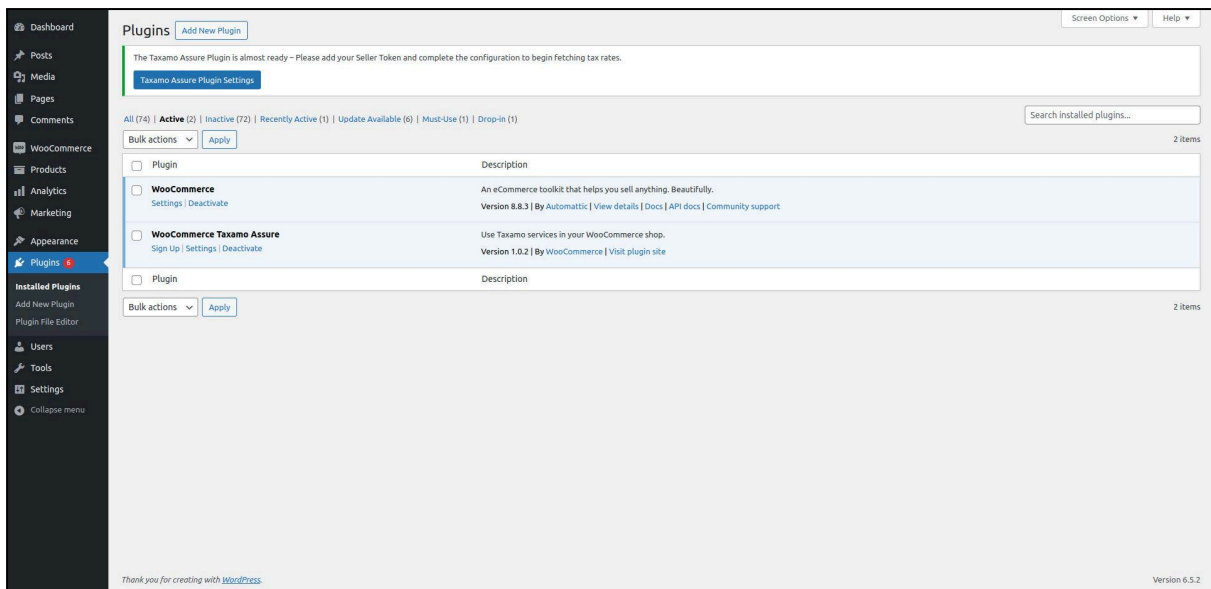 Dashboard
Posts
Media
Pages
Comments
WooCommerce
Products
Analytics
Marketing
Appearance
Plugins 6
Installed Plugins
Add New Plugin
Plugin File Editor
Users
Tools
Settings
Collapse menu
Screen Options ▼ Help ▼
Plugins Add New Plugin
The Taxamo Assure Plugin is almost ready – Please add your Seller Token and complete the configuration to begin fetching tax rates.
Taxamo Assure Plugin Settings
All (74) | Active (2) | Inactive (72) | Recently Active (1) | Update Available (6) | Must-Use (1) | Drop-in (1)
Search installed plugins...
Bulk actions Apply 2 items
Plugin Description
WooCommerce An eCommerce toolkit that helps you sell anything. Beautifully.
Settings | Deactivate Version 8.8.3 | By Automattic | View details | Docs | API docs | Community support
WooCommerce Taxamo Assure Use Taxamo services in your WooCommerce shop.
Sign Up | Settings | Deactivate Version 1.0.2 | By WooCommerce | Visit plugin site
Plugin Description
Bulk actions Apply 2 items
Thank you for creating with WordPress. Version 6.5.2